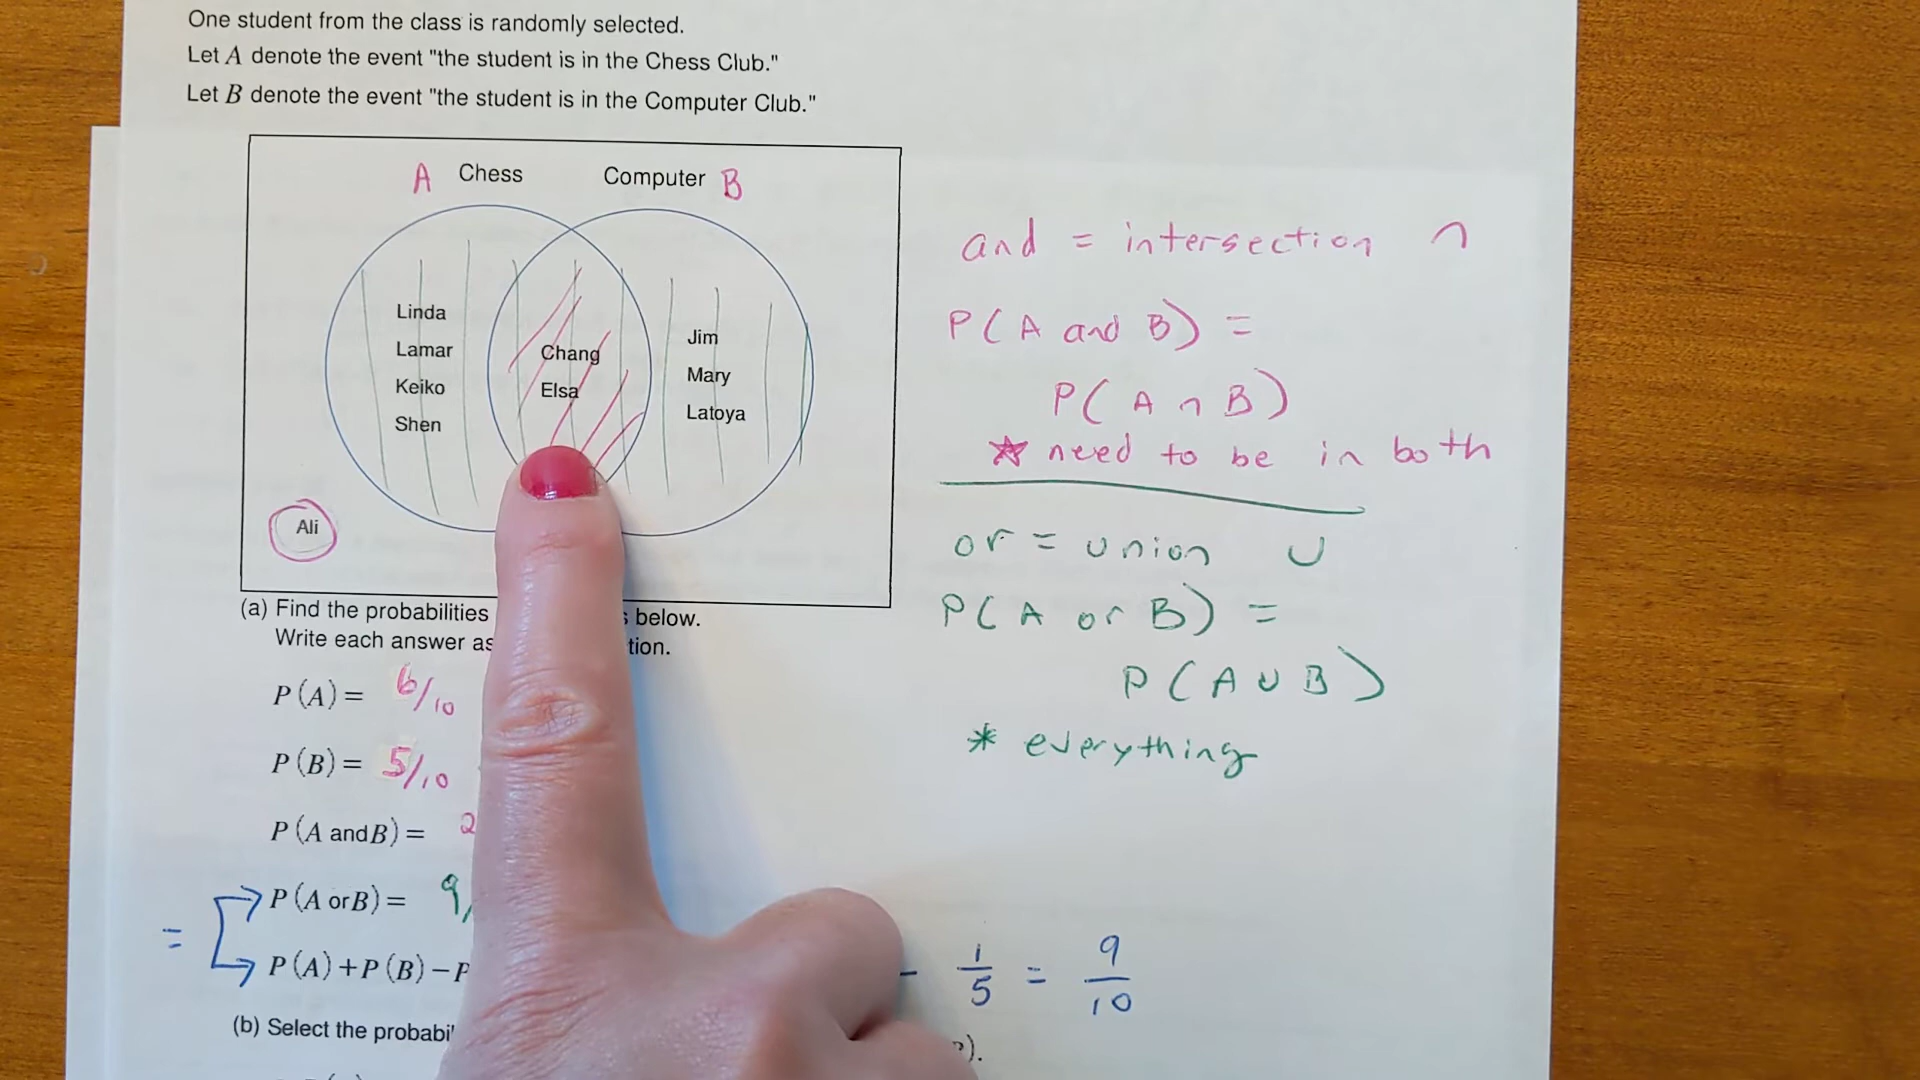 One student from the class is randomly selected.
Let A denote the event "the student is in the Chess Club."
Let B denote the event "the student is in the Computer Club."
A Chess Computer B
Linda
Lamar
Keiko
Shen
Chang
Elsa
Jim
Mary
Latoya
Ali
and = intersection ∩
P(A and B) =
P(A ∩ B)
☆ need to be in both
or = union ∪
P(A or B) =
P(A ∪ B)
* everything
(a) Find the probabilities below.
Write each answer as
P(A) = 6/10
P(B) = 5/10
P(A and B) = 2
P(A or B) = 9/
=
P(A)+P(B)−P
- 1/5 = 9/10
(b) Select the